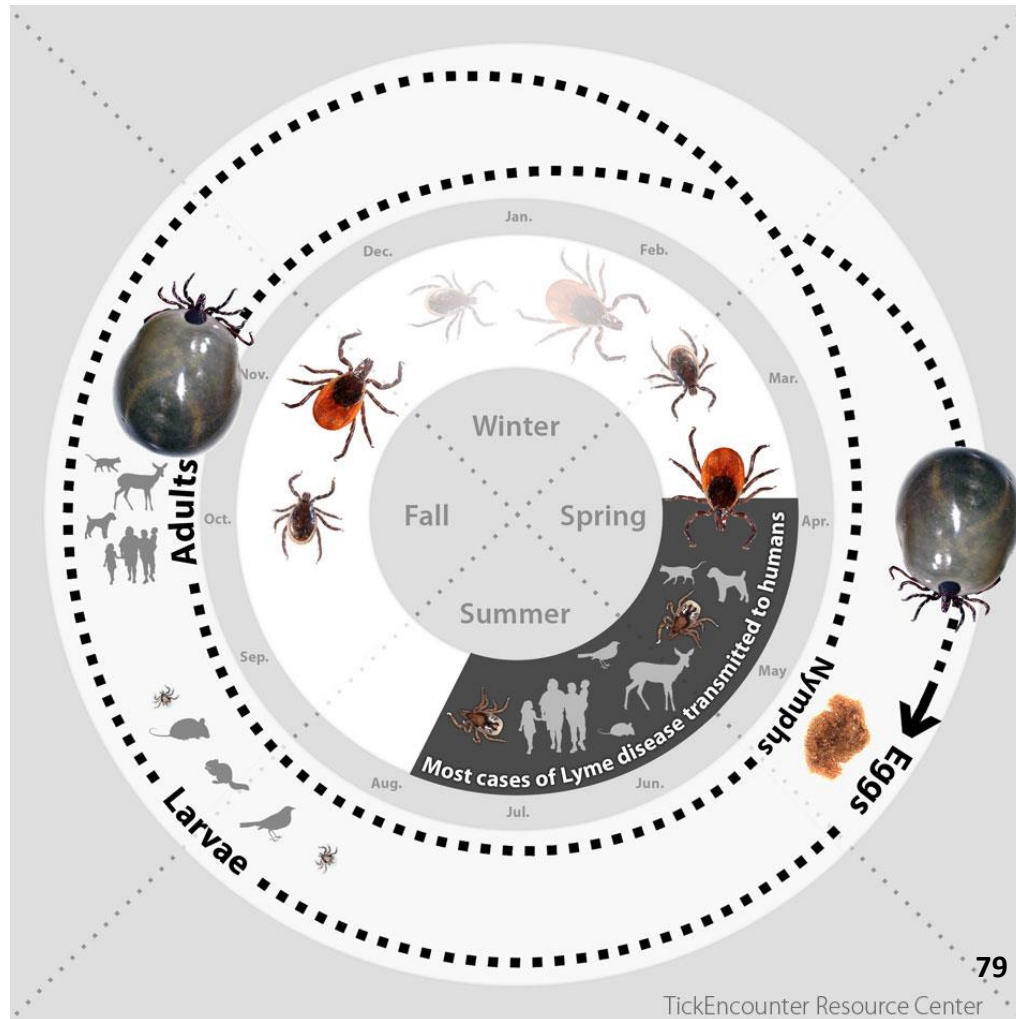 Jan.
Feb.
Dec.
Mar.
Nov.
Winter
Adults
Oct.
Fall
Spring
Apr.
Summer
Most cases of Lyme disease transmitted to humans
Sep.
May
Nymphs
Eggs
Aug.
Jun.
Jul.
Larvae
79
TickEncounter Resource Center